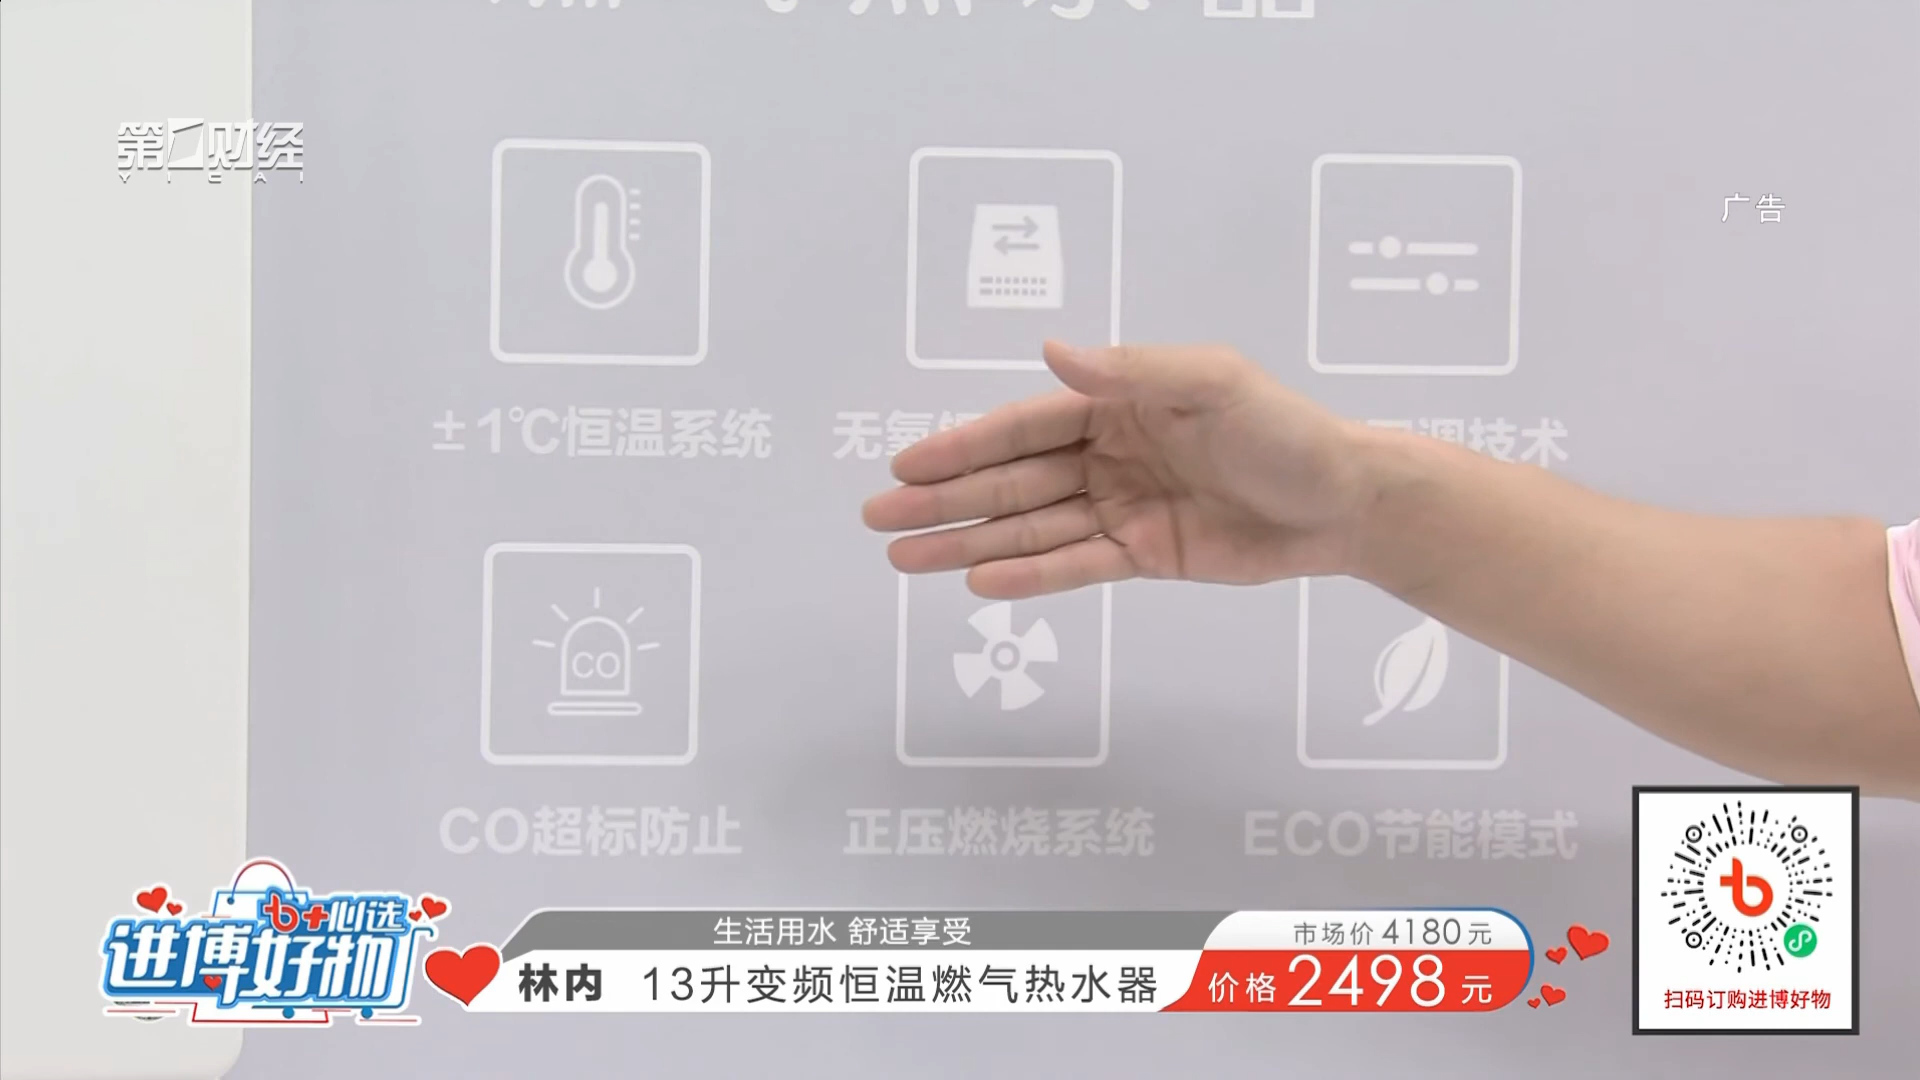 第一财经
YICAI
广告
±1℃恒温系统
无氧
技术
CO
CO超标防止
正压燃烧系统
ECO节能模式
b+心选
进博好物
生活用水 舒适享受
林内 13升变频恒温燃气热水器
市场价4180元
价格2498元
扫码订购进博好物